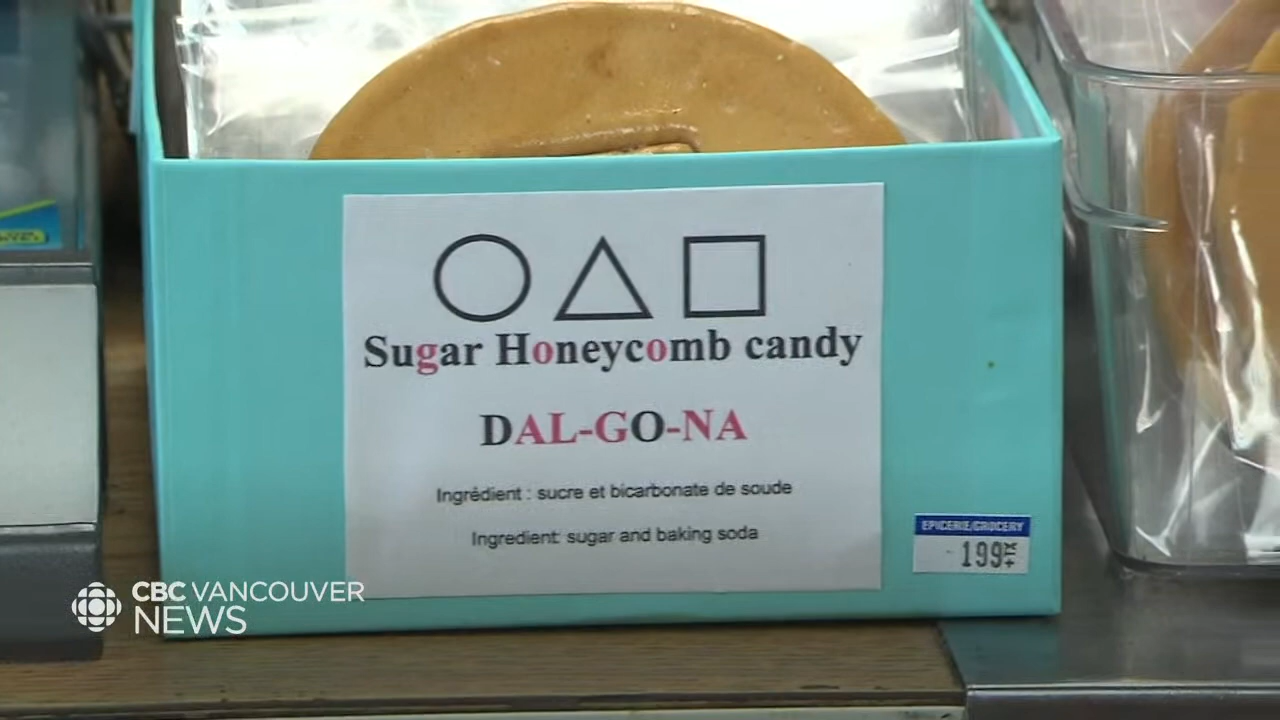 Sugar Honeycomb candy
DAL-GO-NA
Ingrédient : sucre et bicarbonate de soude
Ingredient: sugar and baking soda
EPICERIE/GROCERY
199
CBC VANCOUVER
NEWS